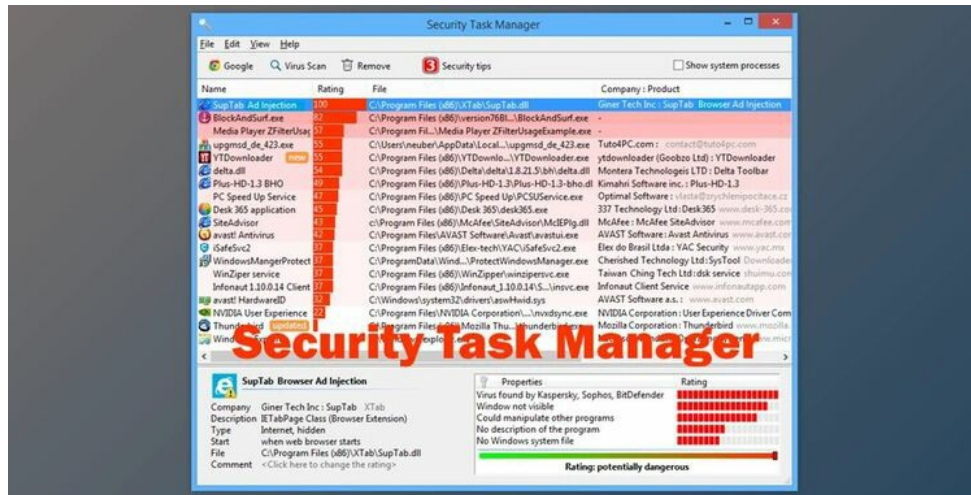 Security Task Manager
File Edit View Help
Google Virus Scan Remove 3 Security tips Show system processes
Name Rating File Company : Product
SupTab Ad Injection 100 C:\Program Files (x86)\XTab\SupTab.dll Giner Tech Inc : SupTab Browser Ad Injection
BlockAndSurf.exe 82 C:\Program Files (x86)\version76Bl...\BlockAndSurf.exe -
Media Player ZFilterUsag 57 C:\Program Fil...\Media Player ZFilterUsageExample.exe -
upgmsd_de_423.exe 55 C:\Users\neuber\AppData\Local...\upgmsd_de_423.exe Tuto4PC.com : contact@tuto4pc.com
YTDownloader new 55 C:\Program Files (x86)\YTDownlo...\YTDownloader.exe ytdownloader (Goobzo Ltd) : YTDownloader
delta.dll 54 C:\Program Files (x86)\Delta\delta\1.8.21.5\bh\delta.dll Montera Technologeis LTD : Delta Toolbar
Plus-HD-1.3 BHO 49 C:\Program Files (x86)\Plus-HD-1.3\Plus-HD-1.3-bho.dl Kimahri Software inc. : Plus-HD-1.3
PC Speed Up Service 47 C:\Program Files (x86)\PC Speed Up\PCSUService.exe Optimal Software : vlasta@zrychlenipocitace.cz
Desk 365 application 45 C:\Program Files (x86)\Desk 365\desk365.exe 337 Technology Ltd : Desk365 www.desk-365.co
SiteAdvisor 43 C:\Program Files (x86)\McAfee\SiteAdvisor\McIEPlg.dll McAfee : McAfee SiteAdvisor www.mcafee.com
avast! Antivirus 42 C:\Program Files\AVAST Software\Avast\avastui.exe AVAST Software : Avast Antivirus www.avast.com
iSafeSvc2 37 C:\Program Files (x86)\Elex-tech\YAC\iSafeSvc2.exe Elex do Brasil Ltda : YAC Security www.yac.mx
WindowsMangerProtect 37 C:\ProgramData\Wind...\ProtectWindowsManager.exe Cherished Technology Ltd : SysTool Downloade
WinZiper service 37 C:\Program Files (x86)\WinZipper\winzipersvc.exe Taiwan Ching Tech Ltd : dsk service shuimu.com
Infonaut 1.10.0.14 Client 37 C:\Program Files (x86)\Infonaut_1.10.0.14\S...\insvc.exe Infonaut Client Service www.infonautapp.com
avast! HardwareID 32 C:\Windows\system32\drivers\aswHwid.sys AVAST Software a.s. : www.avast.com
NVIDIA User Experience 22 C:\Program Files\NVIDIA Corporation\...\nvxdsync.exe NVIDIA Corporation : User Experience Driver Com
Thunderbird updated C:\Program Files (x86)\Mozilla Thu...\thunderbird.exe Mozilla Corporation : Thunderbird www.mozilla.
Security Task Manager
SupTab Browser Ad Injection
Company Giner Tech Inc : SupTab XTab
Description IETabPage Class (Browser Extension)
Type Internet, hidden
Start when web browser starts
File C:\Program Files (x86)\XTab\SupTab.dll
Comment <Click here to change the rating>
Properties Rating
Virus found by Kaspersky, Sophos, BitDefender
Window not visible
Could manipulate other programs
No description of the program
No Windows system file
Rating: potentially dangerous